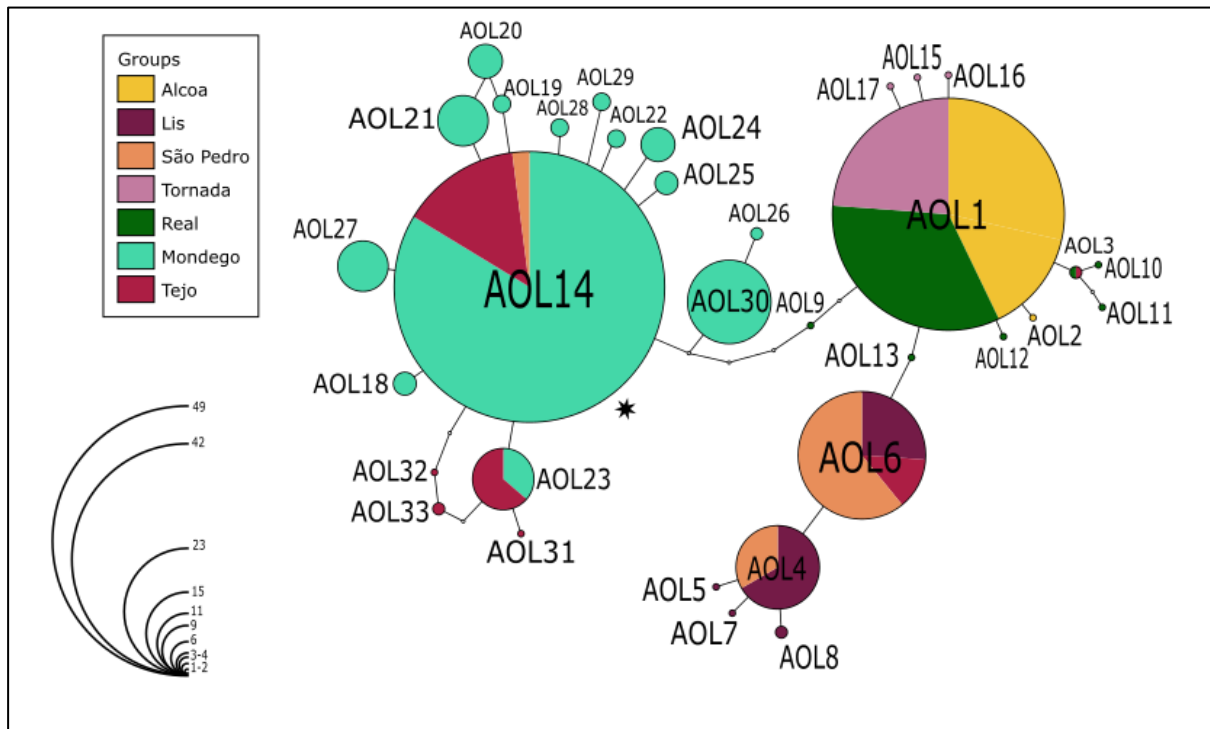 Groups
Alcoa
Lis
São Pedro
Tornada
Real
Mondego
Tejo
AOL20
AOL19
AOL29
AOL28
AOL22
AOL21
AOL24
AOL25
AOL27
AOL14
AOL26
AOL30
AOL18
AOL32
AOL33
AOL23
AOL31
AOL15
AOL16
AOL17
AOL1
AOL3
AOL10
AOL11
AOL9
AOL2
AOL12
AOL13
AOL6
AOL4
AOL5
AOL7
AOL8
49
42
23
15
11
9
6
3-4
1-2